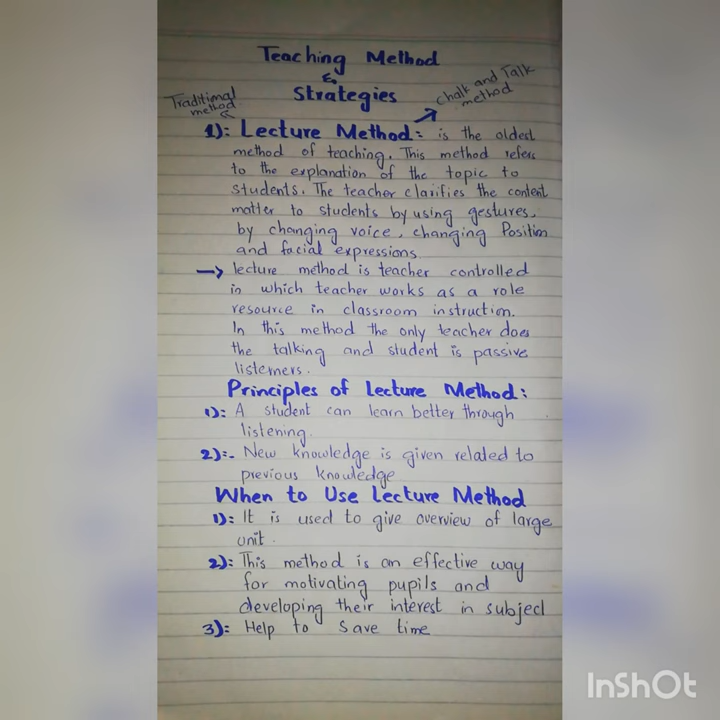 Teaching Method
&
Strategies
Traditional
method
Chalk and Talk
method
1): Lecture Method: is the oldest
method of teaching. This method refers
to the explanation of the topic to
students. The teacher clarifies the content
matter to students by using gestures,
by changing voice, changing Position
and facial expressions.
→ lecture method is teacher controlled
in which teacher works as a role
resource in classroom instruction.
In this method the only teacher does
the talking and student is passive
listerners.
Principles of Lecture Method:
1): A student can learn better through
listening.
2):- New knowledge is given related to
previous knowledge
When to Use Lecture Method
1): It is used to give overview of large
unit.
2): This method is an effective way
for motivating pupils and
developing their interest in subject
3): Help to save time
InShOt